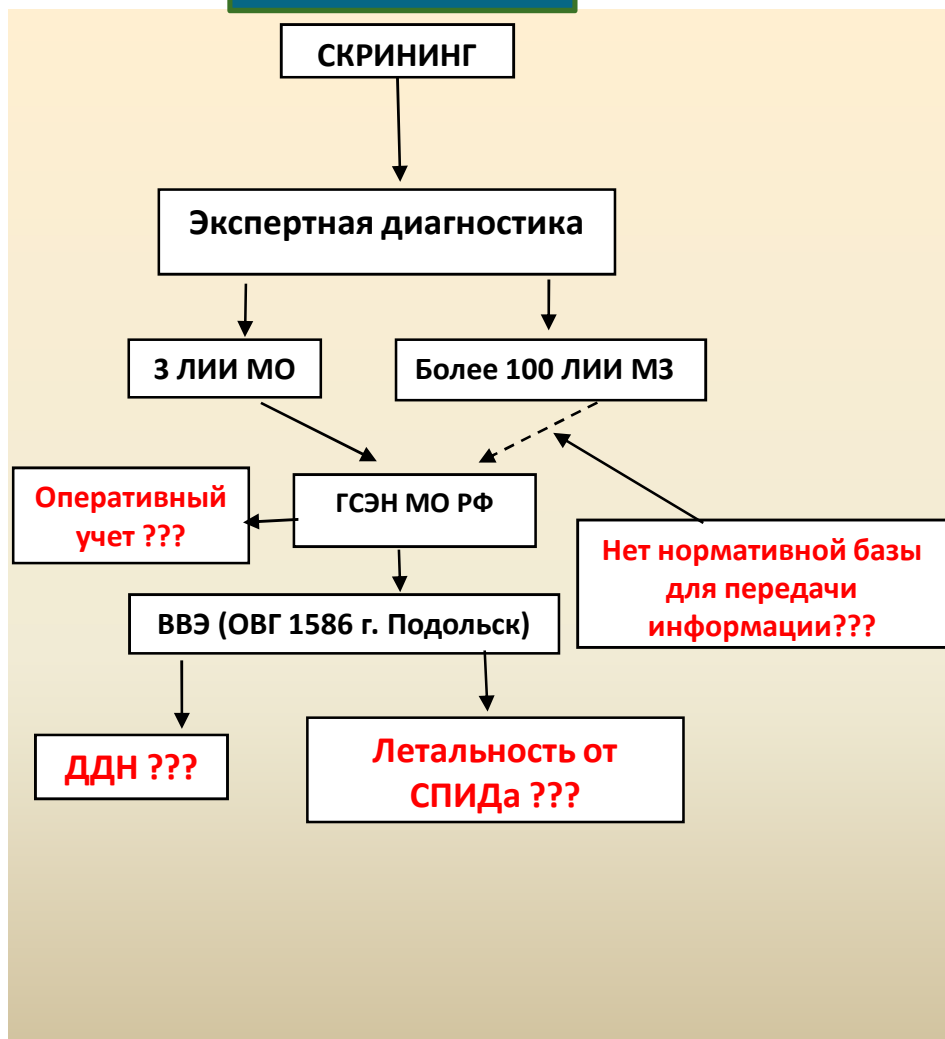 СКРИНИНГ
Экспертная диагностика
3 ЛИИ МО
Более 100 ЛИИ МЗ
Оперативный
учет ???
ГСЭН МО РФ
Нет нормативной базы
для передачи
информации???
ВВЭ (ОВГ 1586 г. Подольск)
ДДН ???
Летальность от
СПИДа ???